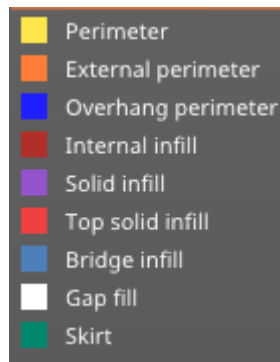 Perimeter
External perimeter
Overhang perimeter
Internal infill
Solid infill
Top solid infill
Bridge infill
Gap fill
Skirt